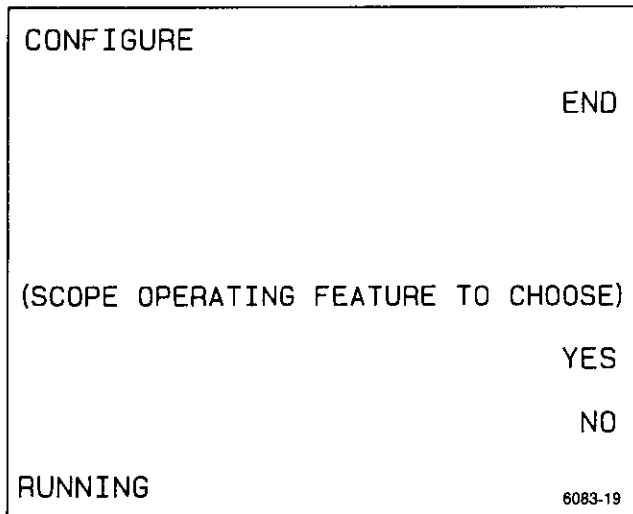 CONFIGURE
END
(SCOPE OPERATING FEATURE TO CHOOSE)
YES
NO
RUNNING
6083-19